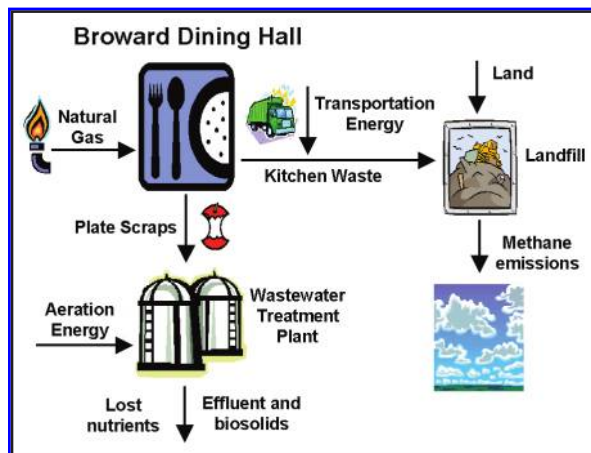 Broward Dining Hall
Natural
Gas
Transportation
Energy
Kitchen Waste
Land
Landfill
Plate Scraps
Methane
emissions
Aeration
Energy
Wastewater
Treatment
Plant
Lost
nutrients
Effluent and
biosolids